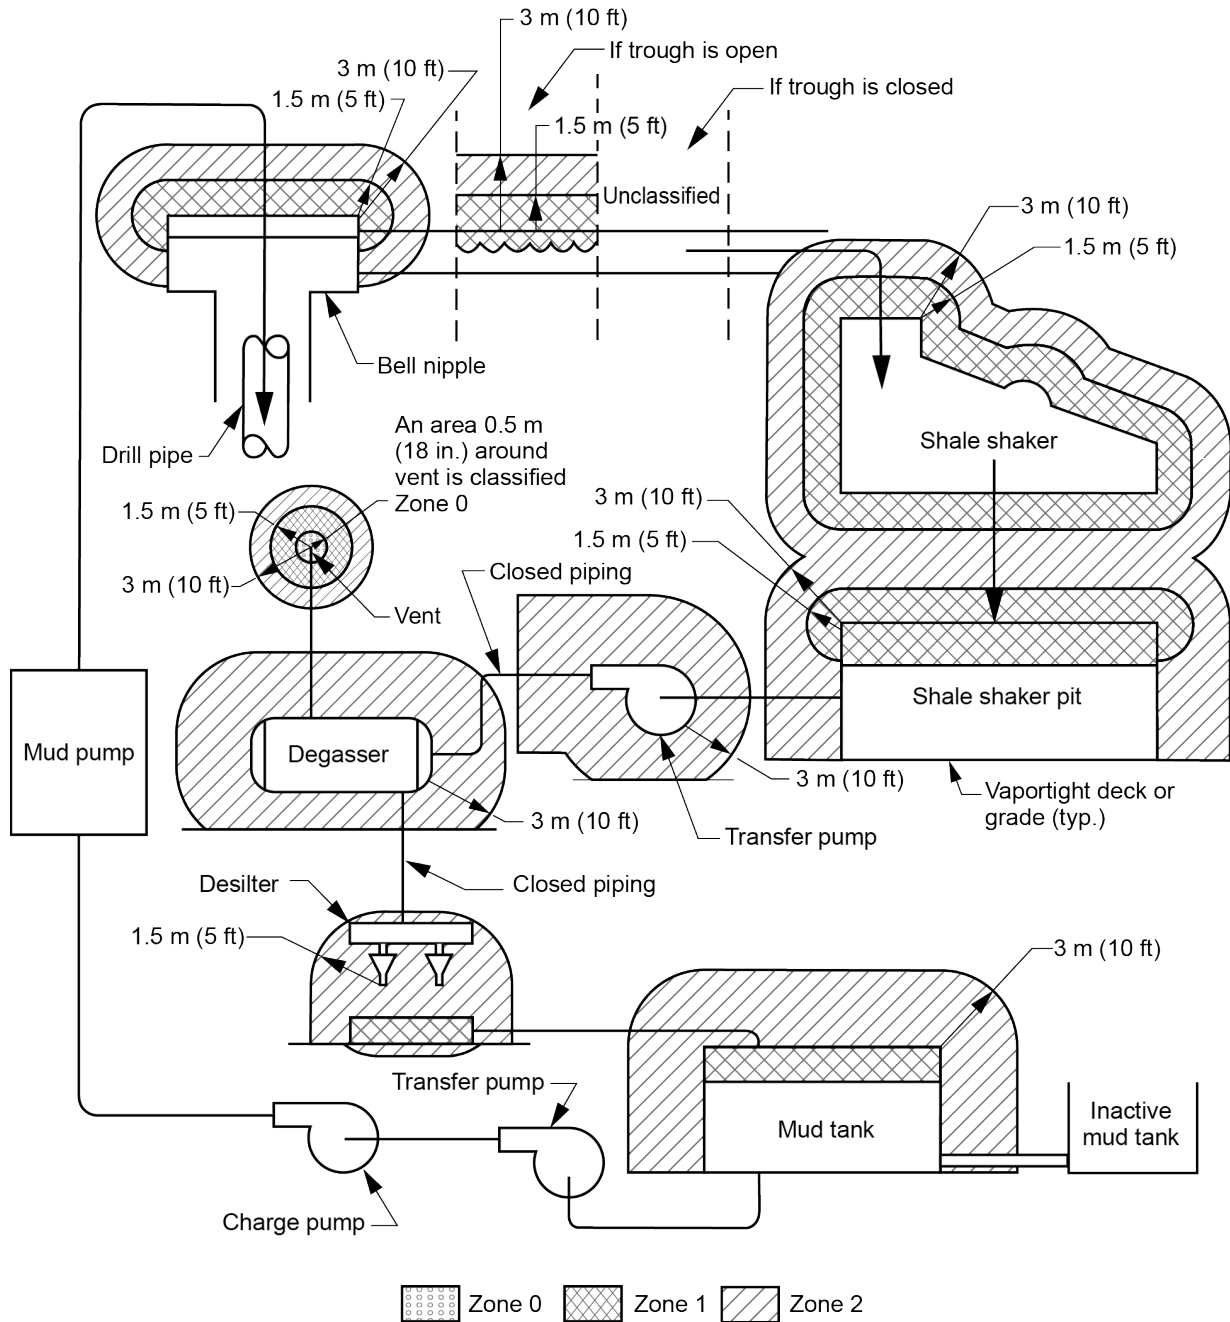 3 m (10 ft)
If trough is open
3 m (10 ft)
If trough is closed
1.5 m (5 ft)
1.5 m (5 ft)
Unclassified
3 m (10 ft)
1.5 m (5 ft)
Bell nipple
An area 0.5 m
(18 in.) around
vent is classified
Zone 0
Drill pipe
Shale shaker
3 m (10 ft)
1.5 m (5 ft)
1.5 m (5 ft)
Closed piping
3 m (10 ft)
Vent
Shale shaker pit
Mud pump
Degasser
3 m (10 ft)
Vaportight deck or
grade (typ.)
3 m (10 ft)
Transfer pump
Desilter
Closed piping
1.5 m (5 ft)
3 m (10 ft)
Transfer pump
Mud tank
Inactive
mud tank
Charge pump
Zone 0
Zone 1
Zone 2